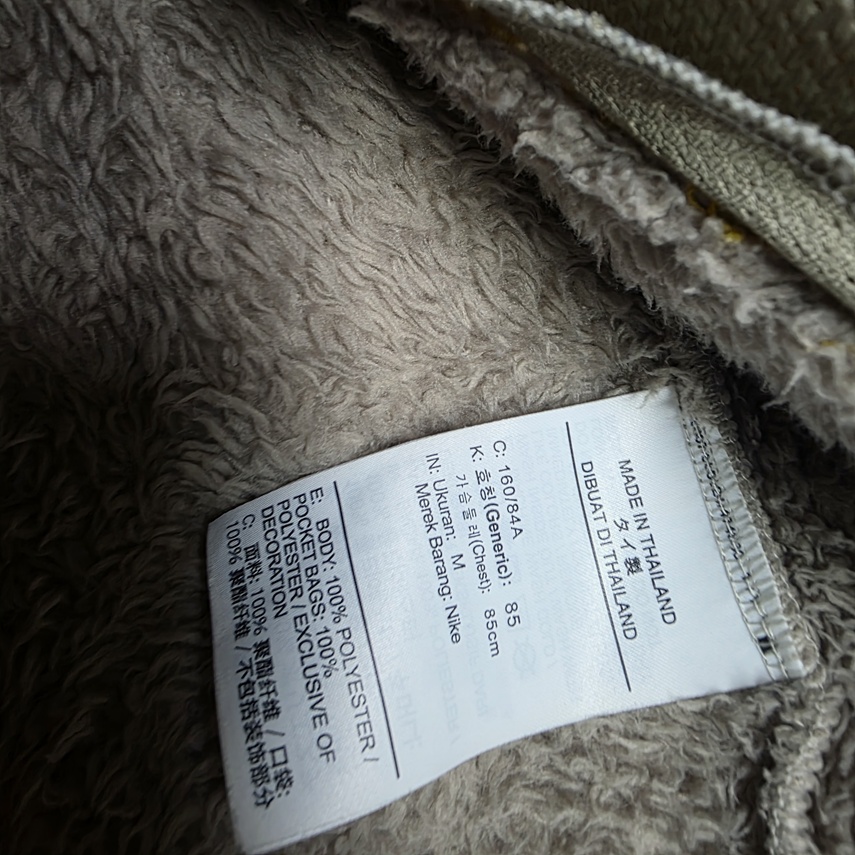 MADE IN THAILAND
タイ製
DIBUAT DI THAILAND
C: 160/84A
K: 호칭(Generic): 85
가슴둘레(Chest): 85cm
IN: Ukuran: M
Merek Barang: Nike
E: BODY: 100% POLYESTER /
POCKET BAGS: 100%
POLYESTER / EXCLUSIVE OF
DECORATION
C: 面料: 100% 聚酯纤维 / 口袋:
100% 聚酯纤维 / 不包括装饰部分